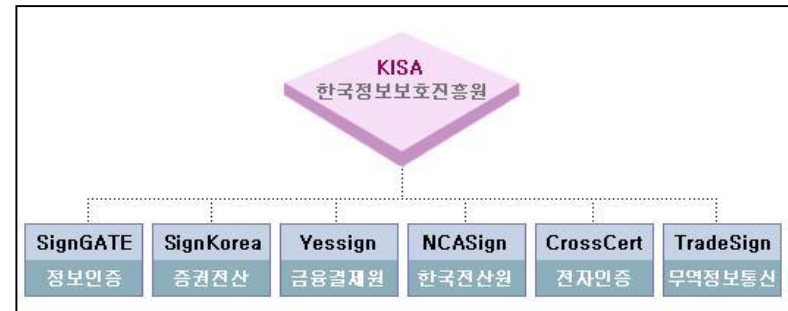 KISA
한국정보보호진흥원
SignGATE
정보인증
SignKorea
증권전산
Yessign
금융결제원
NCASign
한국전산원
CrossCert
전자인증
TradeSign
무역정보통신